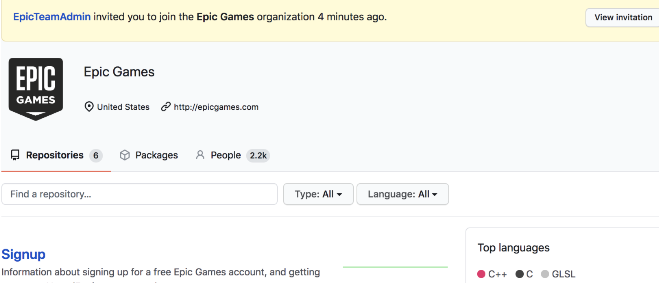 EpicTeamAdmin invited you to join the Epic Games organization 4 minutes ago.
View invitation
EPIC
GAMES
Epic Games
United States http://epicgames.com
Repositories 6 Packages People 2.2k
Find a repository... Type: All Language: All
Signup
Top languages
Information about signing up for a free Epic Games account, and getting
C++ C GLSL